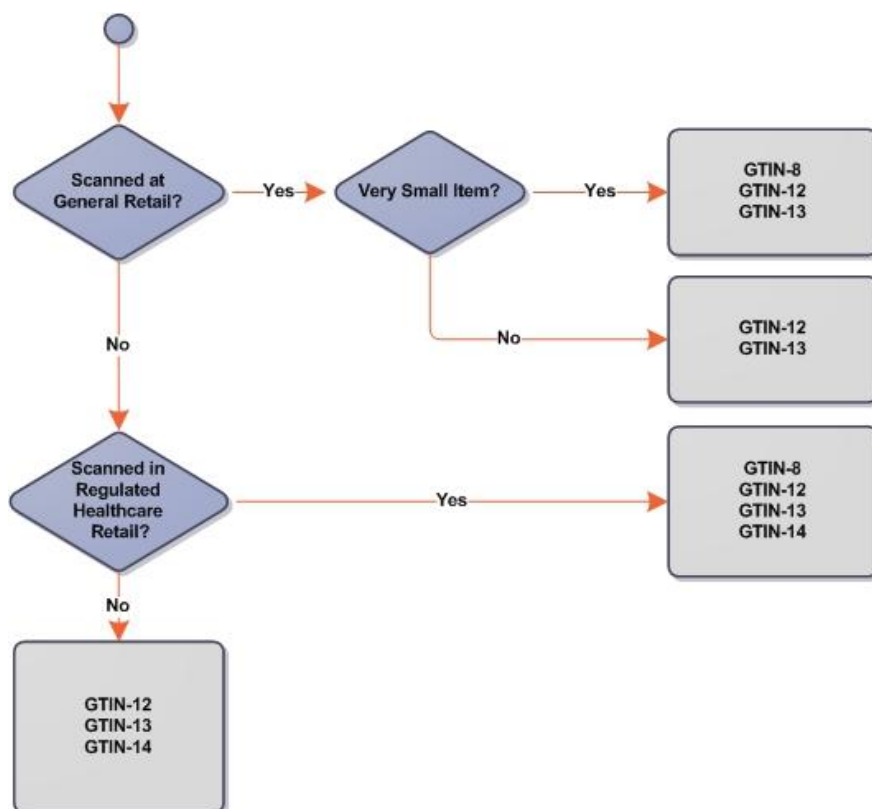 Scanned at
General Retail?
Yes
Very Small Item?
Yes
GTIN-8
GTIN-12
GTIN-13
No
GTIN-12
GTIN-13
No
Scanned in
Regulated
Healthcare
Retail?
Yes
GTIN-8
GTIN-12
GTIN-13
GTIN-14
No
GTIN-12
GTIN-13
GTIN-14